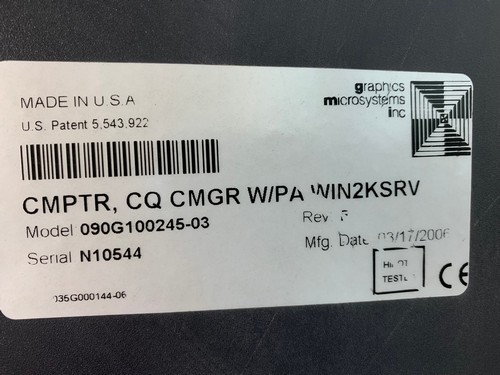 MADE IN U.S.A
U.S. Patent 5,543,922
graphics
microsystems
inc
CMPTR, CQ CMGR W/PA WIN2KSRV
Model 090G100245-03
Rev
Serial N10544
Mfg. Date 03/17/2006
035G000144-06
CE